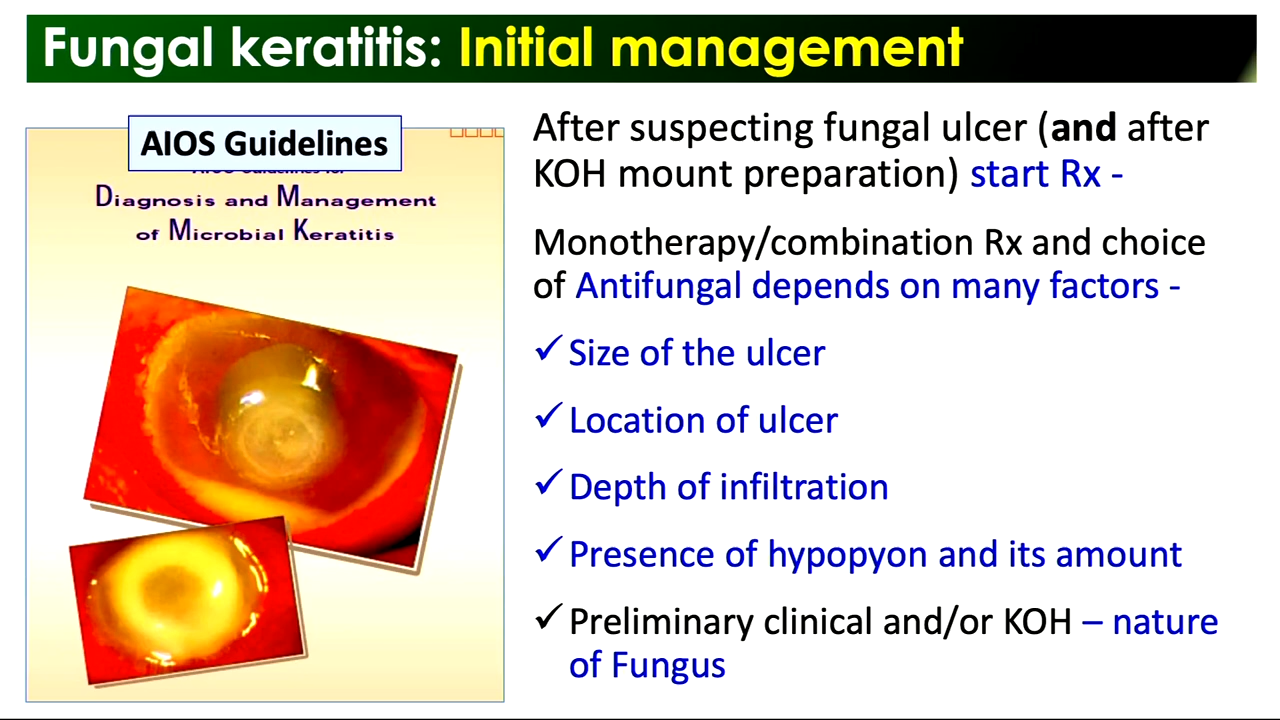 Fungal keratitis: Initial management
AIOS Guidelines
Diagnosis and Management
of Microbial Keratitis
After suspecting fungal ulcer (and after
KOH mount preparation) start Rx -
Monotherapy/combination Rx and choice
of Antifungal depends on many factors -
✓ Size of the ulcer
✓ Location of ulcer
✓ Depth of infiltration
✓ Presence of hypopyon and its amount
✓ Preliminary clinical and/or KOH – nature
of Fungus